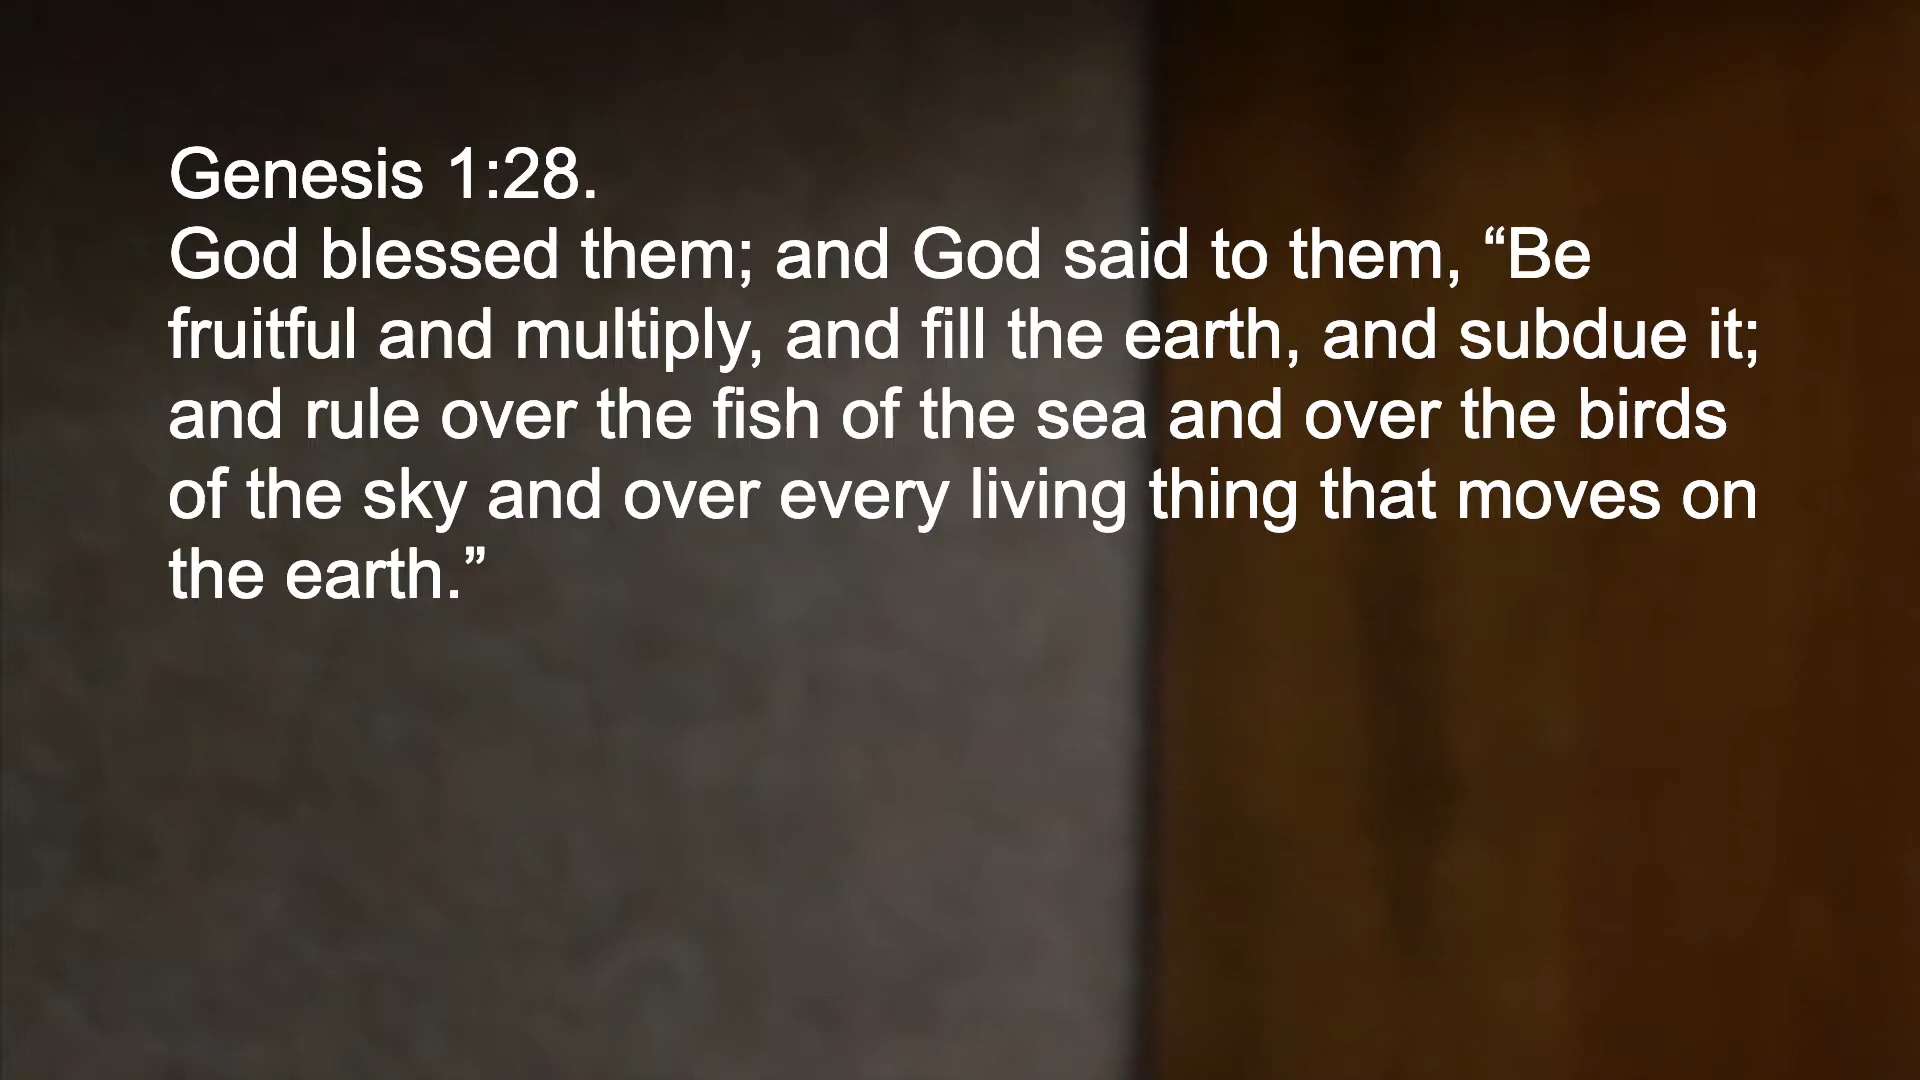 Genesis 1:28.
God blessed them; and God said to them, “Be
fruitful and multiply, and fill the earth, and subdue it;
and rule over the fish of the sea and over the birds
of the sky and over every living thing that moves on
the earth.”